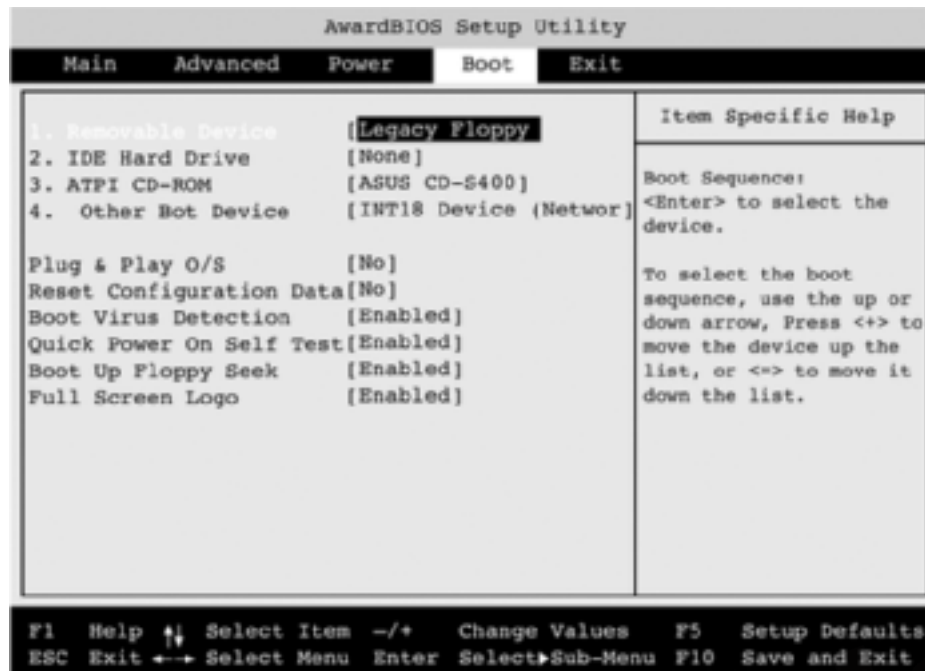 AwardBIOS Setup Utility
Main Advanced Power Boot Exit
1. Removable Device [Legacy Floppy
2. IDE Hard Drive [None]
3. ATPI CD-ROM [ASUS CD-S400]
4. Other Bot Device [INT18 Device (Networ]
Plug & Play O/S [No]
Reset Configuration Data[No]
Boot Virus Detection [Enabled]
Quick Power On Self Test[Enabled]
Boot Up Floppy Seek [Enabled]
Full Screen Logo [Enabled]
Item Specific Help
Boot Sequence:
<Enter> to select the
device.
To select the boot
sequence, use the up or
down arrow, Press <+> to
move the device up the
list, or <=> to move it
down the list.
F1 Help ↑↓ Select Item -/+ Change Values F5 Setup Defaults
ESC Exit ←→ Select Menu Enter Select▶Sub-Menu F10 Save and Exit